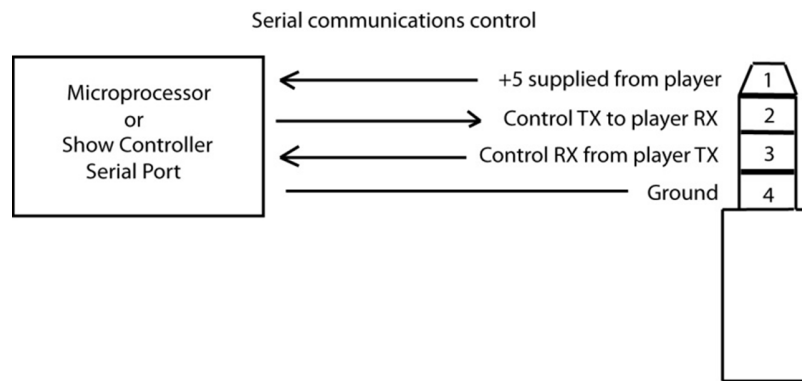 Serial communications control
Microprocessor
or
Show Controller
Serial Port
+5 supplied from player
Control TX to player RX
Control RX from player TX
Ground
1
2
3
4